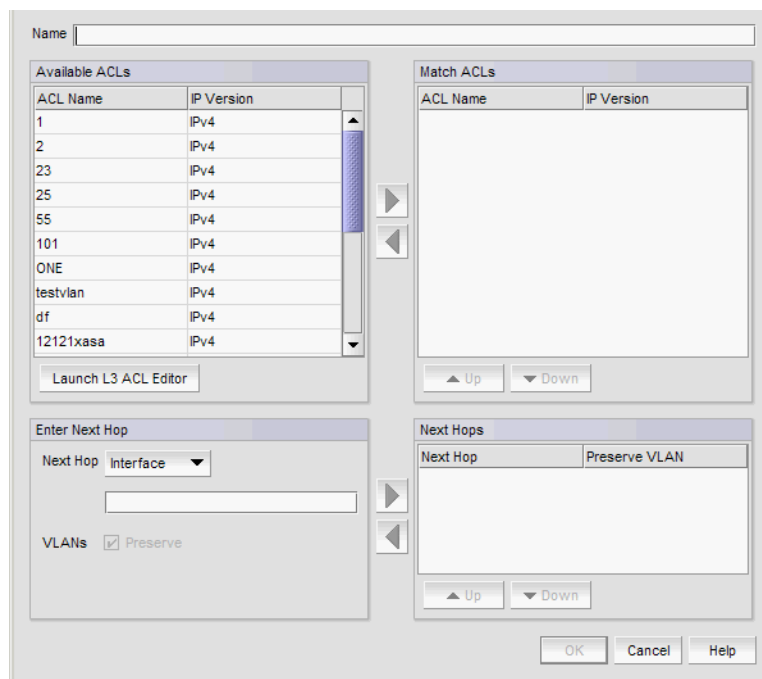 Name
Available ACLs
ACL Name IP Version
1 IPv4
2 IPv4
23 IPv4
25 IPv4
55 IPv4
101 IPv4
ONE IPv4
testvlan IPv4
df IPv4
12121xasa IPv4
Launch L3 ACL Editor
Match ACLs
ACL Name IP Version
Up Down
Enter Next Hop
Next Hop Interface
VLANs Preserve
Next Hops
Next Hop Preserve VLAN
Up Down
OK Cancel Help